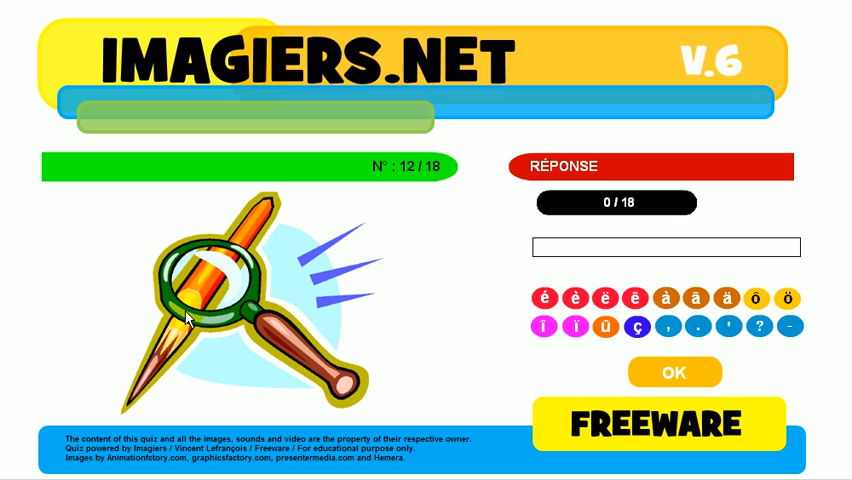 IMAGIERS.NET
V.6
N° : 12 / 18
RÉPONSE
0 / 18
é è ë ê à â ä ô ö
î ï û ç , . ' ? -
OK
FREEWARE
The content of this quiz and all the images, sounds and video are the property of their respective owner.
Quiz powered by Imagiers / Vincent Lefrançois / Freeware / For educational purpose only.
Images by Animationfctory.com, graphicsfactory.com, presentermedia.com and Hemera.